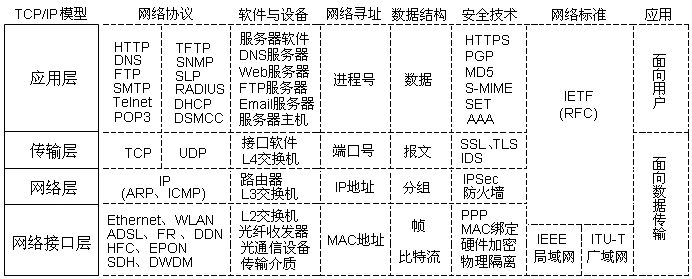 TCP/IP模型 网络协议 软件与设备 网络寻址 数据结构 安全技术 网络标准 应用
应用层
HTTP
DNS
FTP
SMTP
Telnet
POP3
TFTP
SNMP
SLP
RADIUS
DHCP
DSMCC
服务器软件
DNS服务器
Web服务器
FTP服务器
Email服务器
服务器主机
进程号
数据
HTTPS
PGP
MD5
S-MIME
SET
AAA
IETF
(RFC)
面向用户
传输层
TCP
UDP
接口软件
L4交换机
端口号
报文
SSL、TLS
IDS
面向数据传输
网络层
IP
(ARP、ICMP)
路由器
L3交换机
IP地址
分组
IPSec
防火墙
网络接口层
Ethernet、WLAN
ADSL、FR 、DDN
HFC、EPON
SDH、DWDM
L2交换机
光纤收发器
光通信设备
传输介质
MAC地址
帧
比特流
PPP
MAC绑定
硬件加密
物理隔离
IEEE
局域网
ITU-T
广域网